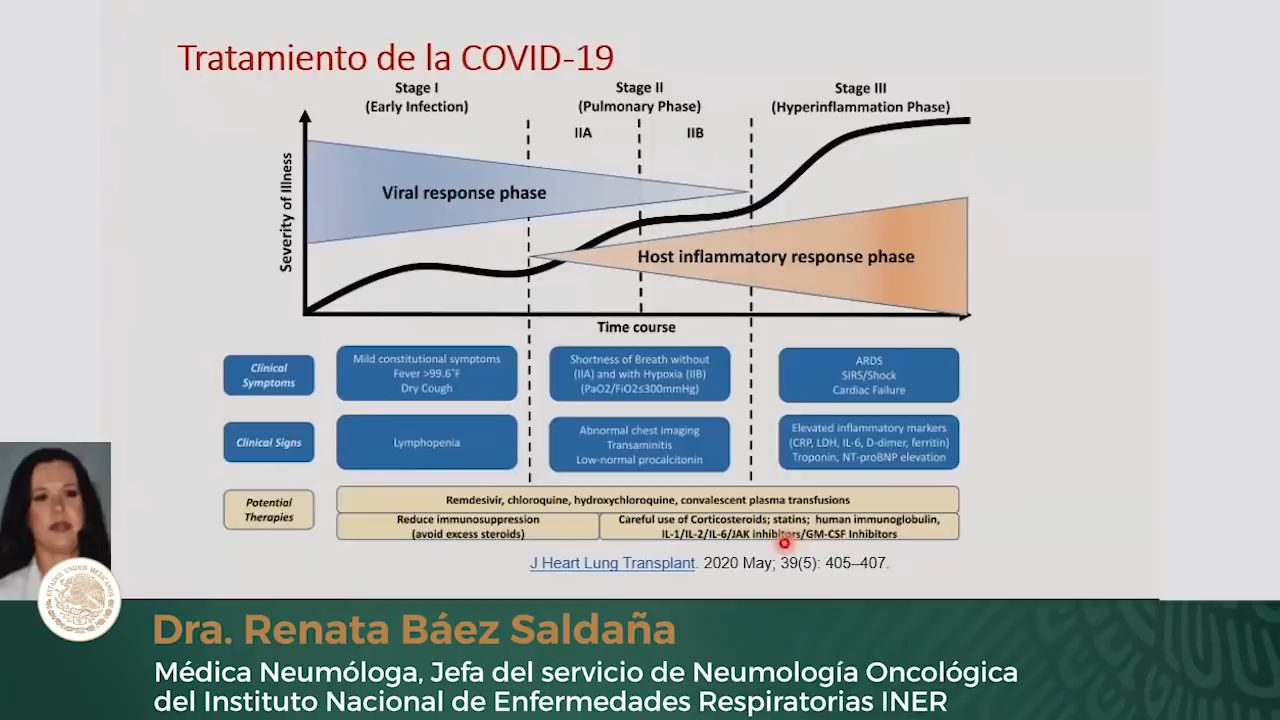 Tratamiento de la COVID-19
Stage I
(Early Infection)
Stage II
(Pulmonary Phase)
Stage III
(Hyperinflammation Phase)
IIA
IIB
Severity of Illness
Viral response phase
Host inflammatory response phase
Time course
Clinical
Symptoms
Mild constitutional symptoms
Fever >99.6°F
Dry Cough
Shortness of Breath without
(IIA) and with Hypoxia (IIB)
(PaO2/FiO2≤300mmHg)
ARDS
SIRS/Shock
Cardiac Failure
Clinical Signs
Lymphopenia
Abnormal chest imaging
Transaminitis
Low-normal procalcitonin
Elevated inflammatory markers
(CRP, LDH, IL-6, D-dimer, ferritin)
Troponin, NT-proBNP elevation
Potential
Therapies
Remdesivir, chloroquine, hydroxychloroquine, convalescent plasma transfusions
Reduce immunosuppression
(avoid excess steroids)
Careful use of Corticosteroids; statins; human immunoglobulin,
IL-1/IL-2/IL-6/JAK inhibitors/GM-CSF Inhibitors
J Heart Lung Transplant. 2020 May; 39(5): 405–407.
ESTADOS UNIDOS MEXICANOS
Dra. Renata Báez Saldaña
Médica Neumóloga, Jefa del servicio de Neumología Oncológica
del Instituto Nacional de Enfermedades Respiratorias INER